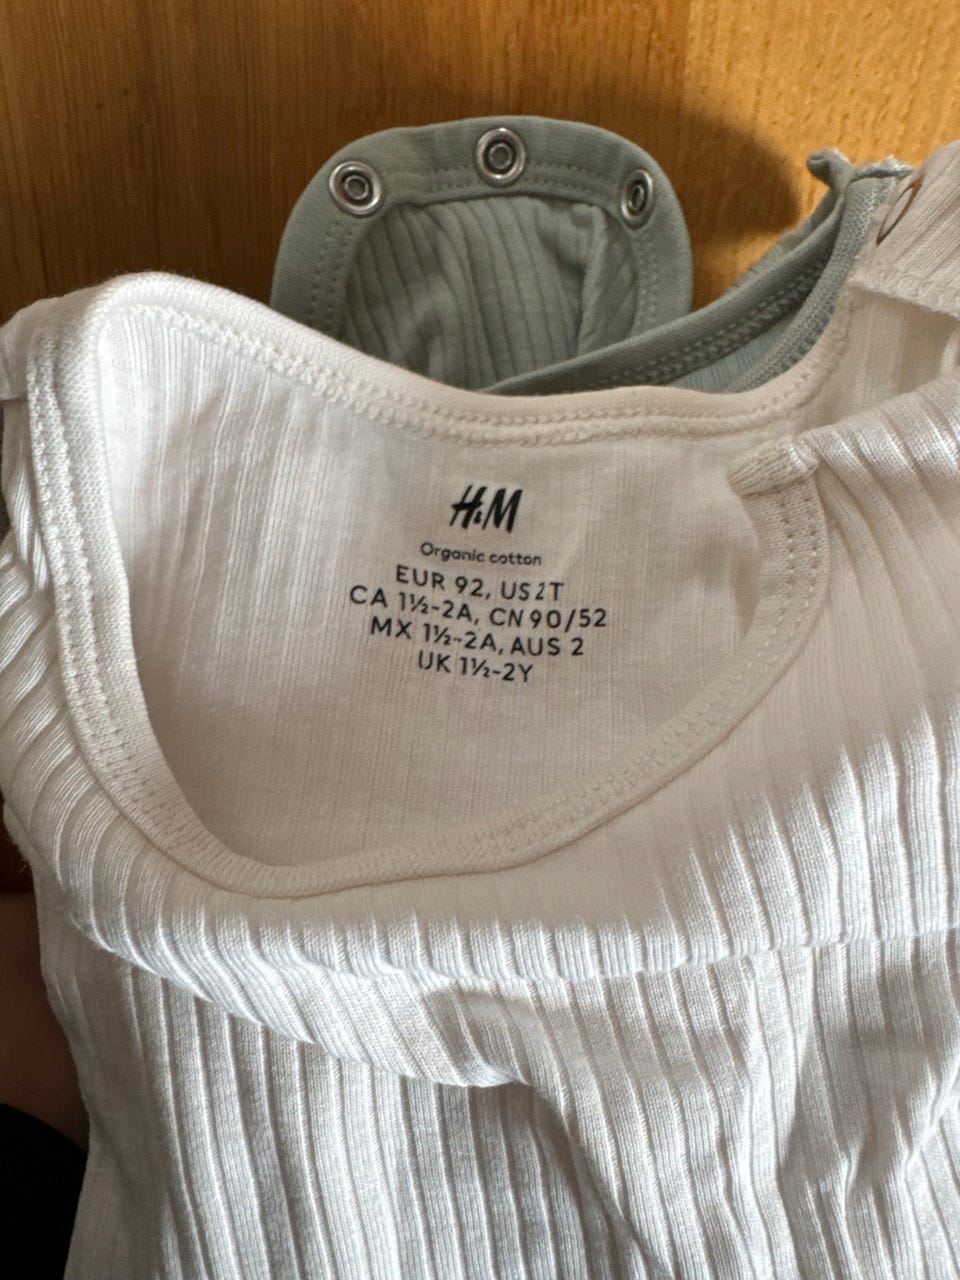 H&M
Organic cotton
EUR 92, US 2T
CA 1½-2A, CN 90/52
MX 1½-2A, AUS 2
UK 1½-2Y